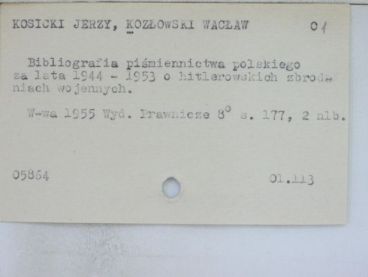 KOSICKI JERZY, KOZŁOWSKI WACŁAW 01
Bibliografia piśmiennictwa polskiego
za lata 1944 - 1953 o hitlerowskich zbrod-
niach wojennych.
W-wa 1955 Wyd. Prawnicze 8° s. 177, 2 nlb.
05864 01.113